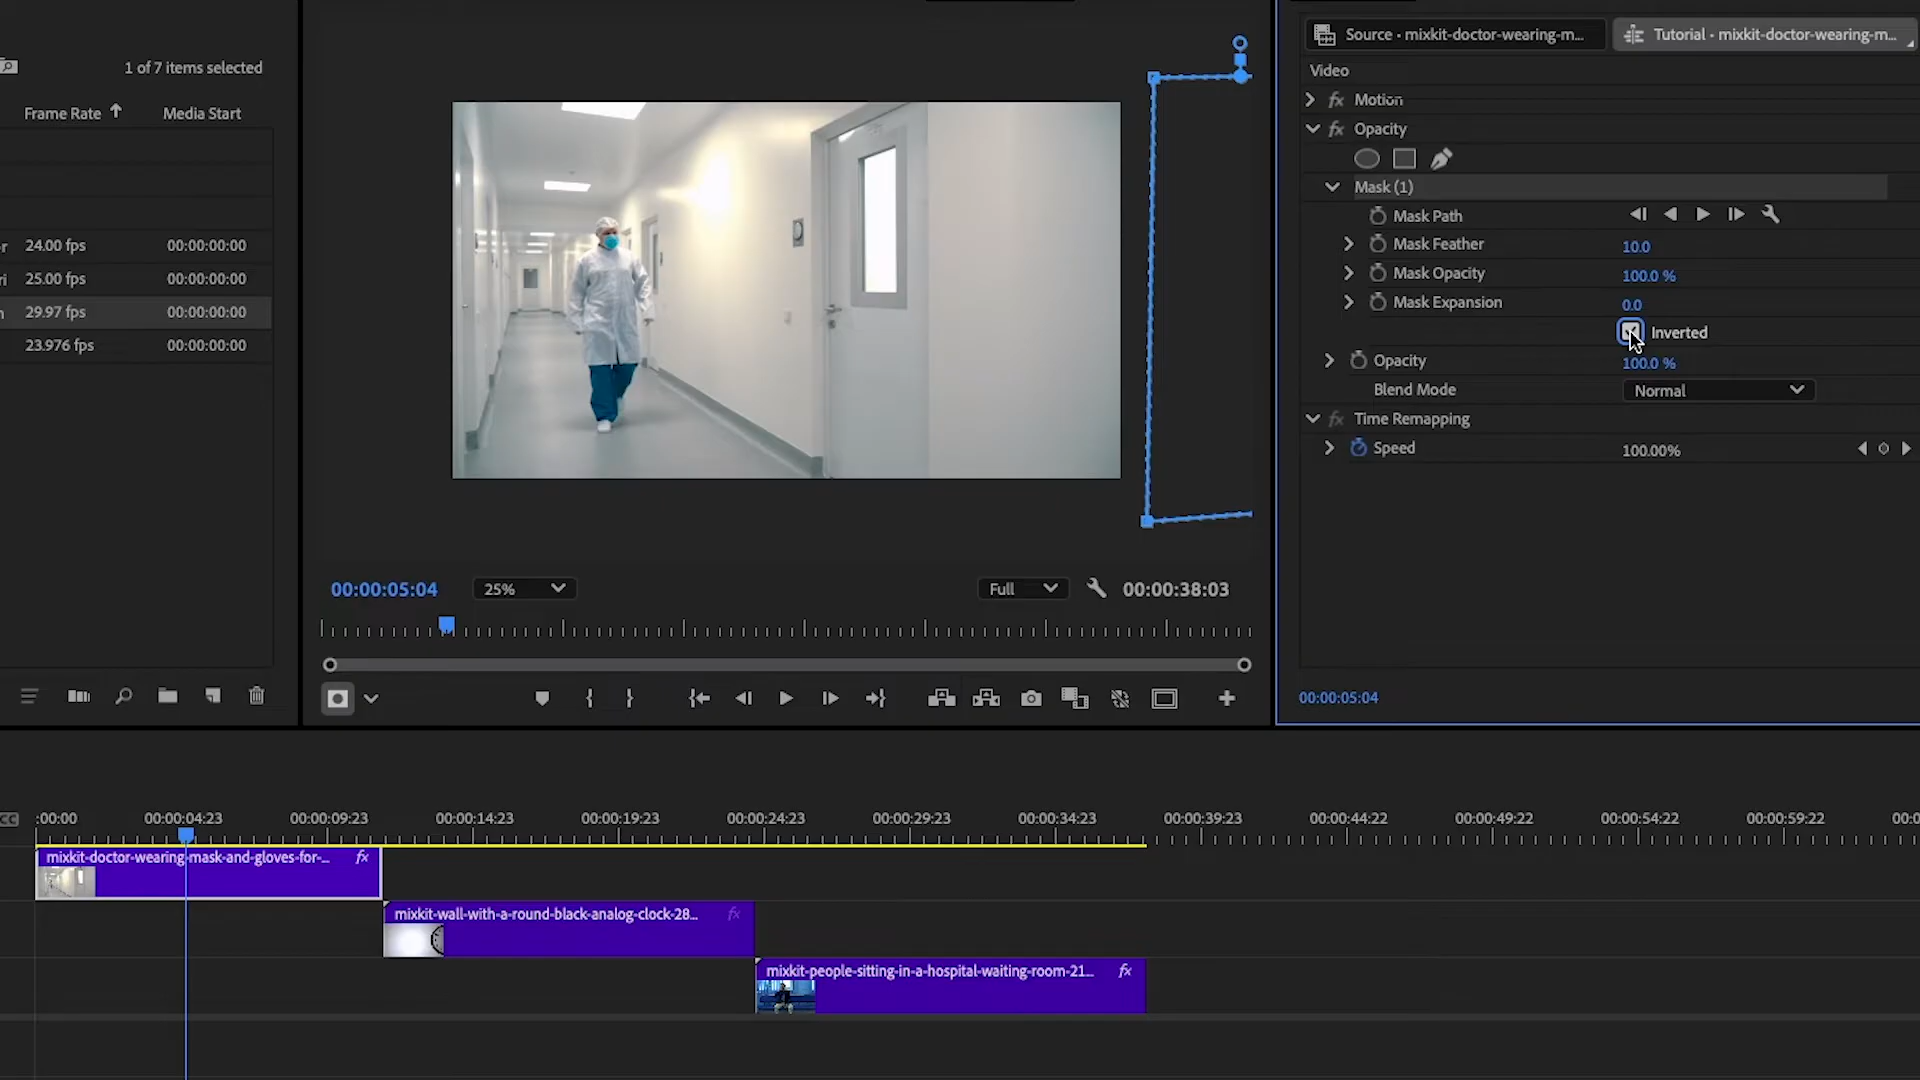 1 of 7 items selected
Frame Rate Media Start
24.00 fps 00:00:00:00
25.00 fps 00:00:00:00
29.97 fps 00:00:00:00
23.976 fps 00:00:00:00
00:00:05:04 25% Full 00:00:38:03
Source • mixkit-doctor-wearing-m... Tutorial • mixkit-doctor-wearing-m...
Video
fx Motion
fx Opacity
Mask (1)
Mask Path
Mask Feather 10.0
Mask Opacity 100.0 %
Mask Expansion 0.0
Inverted
Opacity 100.0 %
Blend Mode Normal
fx Time Remapping
Speed 100.00%
00:00:05:04
CC :00:00 00:00:04:23 00:00:09:23 00:00:14:23 00:00:19:23 00:00:24:23 00:00:29:23 00:00:34:23 00:00:39:23 00:00:44:22 00:00:49:22 00:00:54:22 00:00:59:22 00:0
mixkit-doctor-wearing-mask-and-gloves-for-... fx
mixkit-wall-with-a-round-black-analog-clock-28... fx
mixkit-people-sitting-in-a-hospital-waiting-room-21... fx